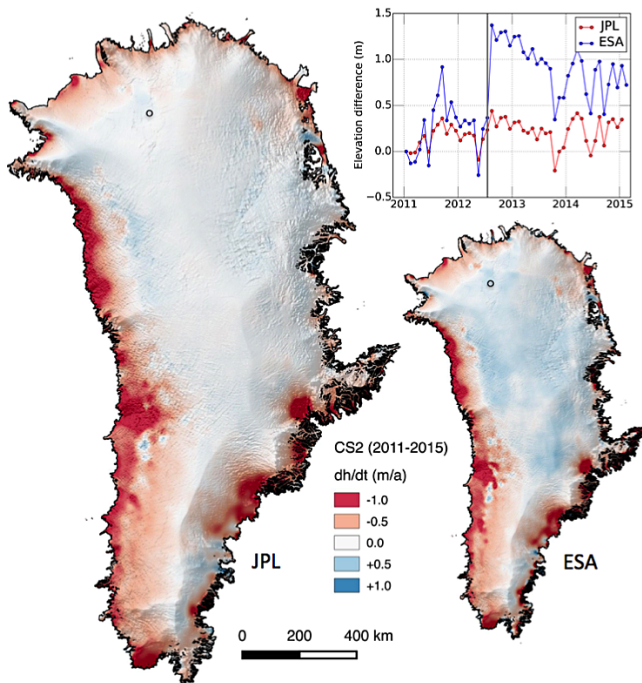 1.5
JPL
ESA
1.0
0.5
0.0
−0.5
Elevation difference (m)
2011 2012 2013 2014 2015
CS2 (2011-2015)
dh/dt (m/a)
-1.0
-0.5
0.0
+0.5
+1.0
JPL
ESA
0 200 400 km